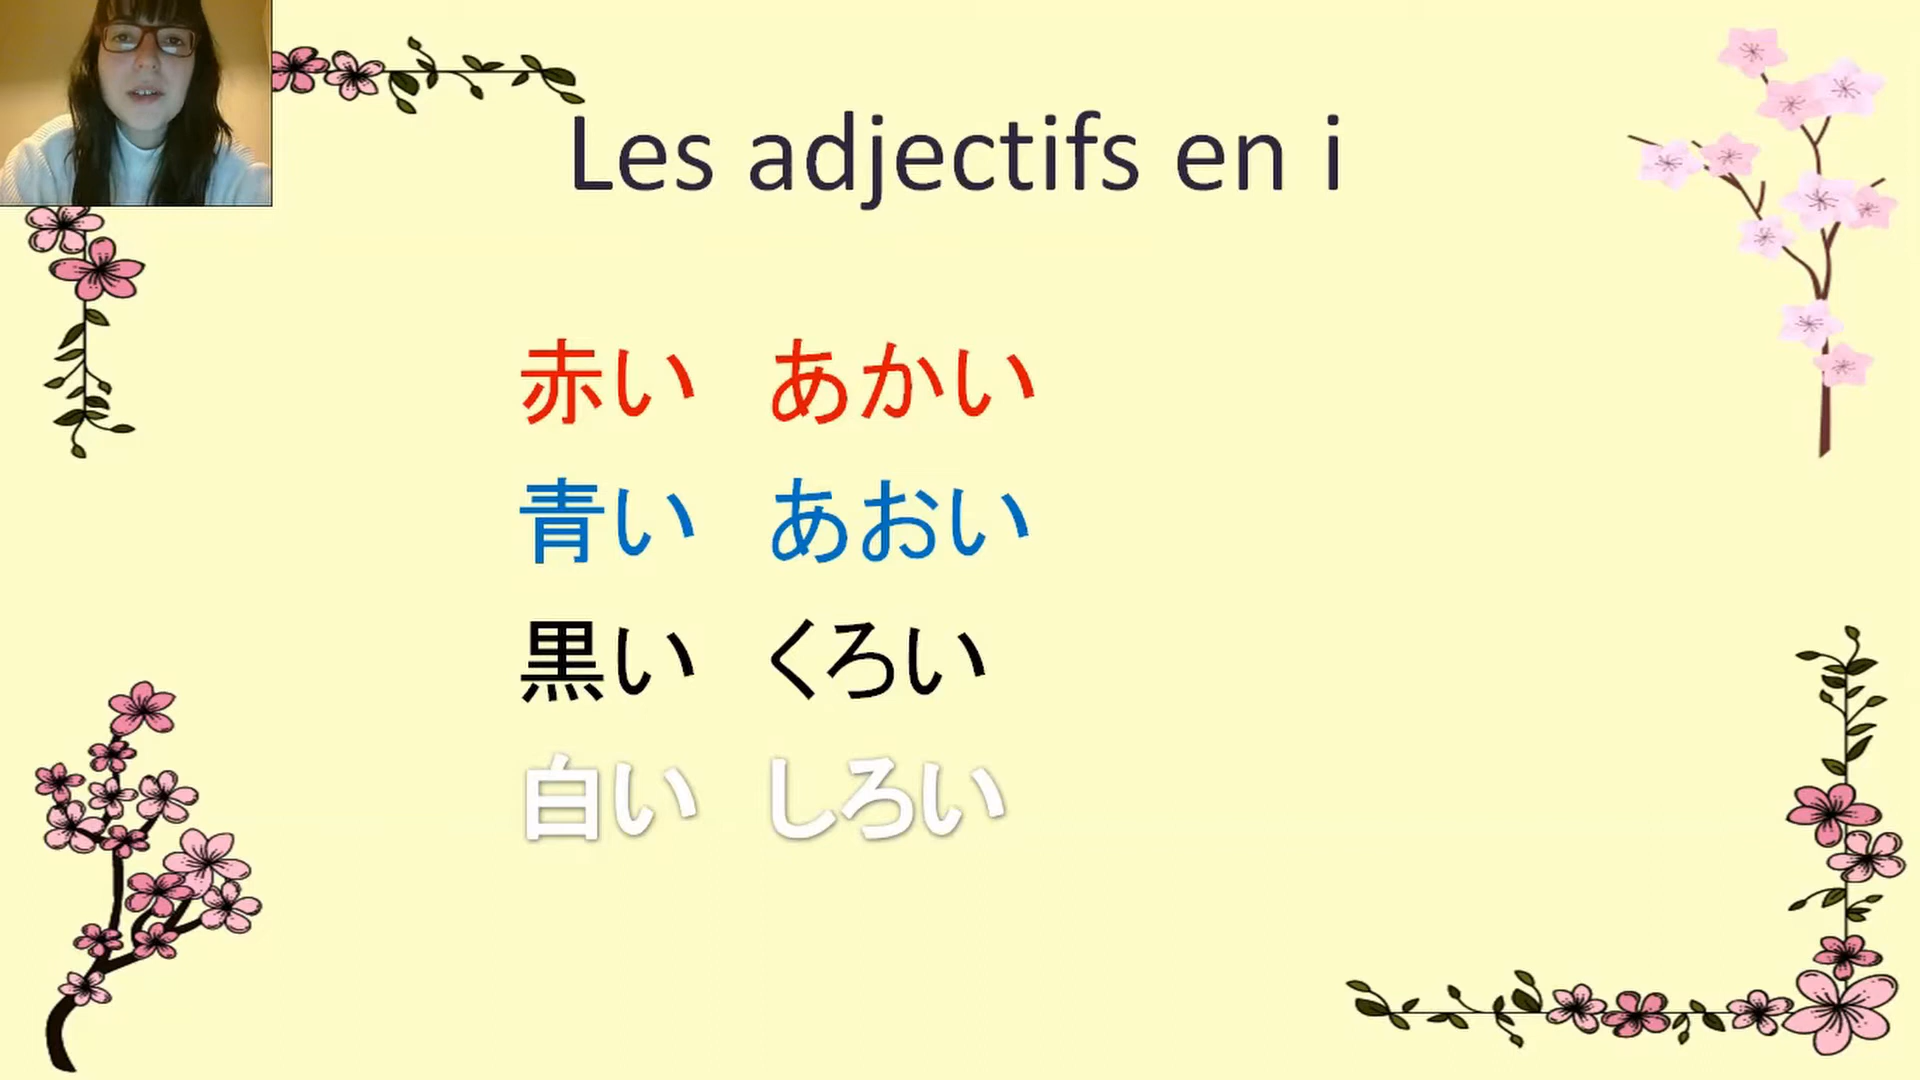 Les adjectifs en i
赤い あかい
青い あおい
黒い くろい
白い しろい